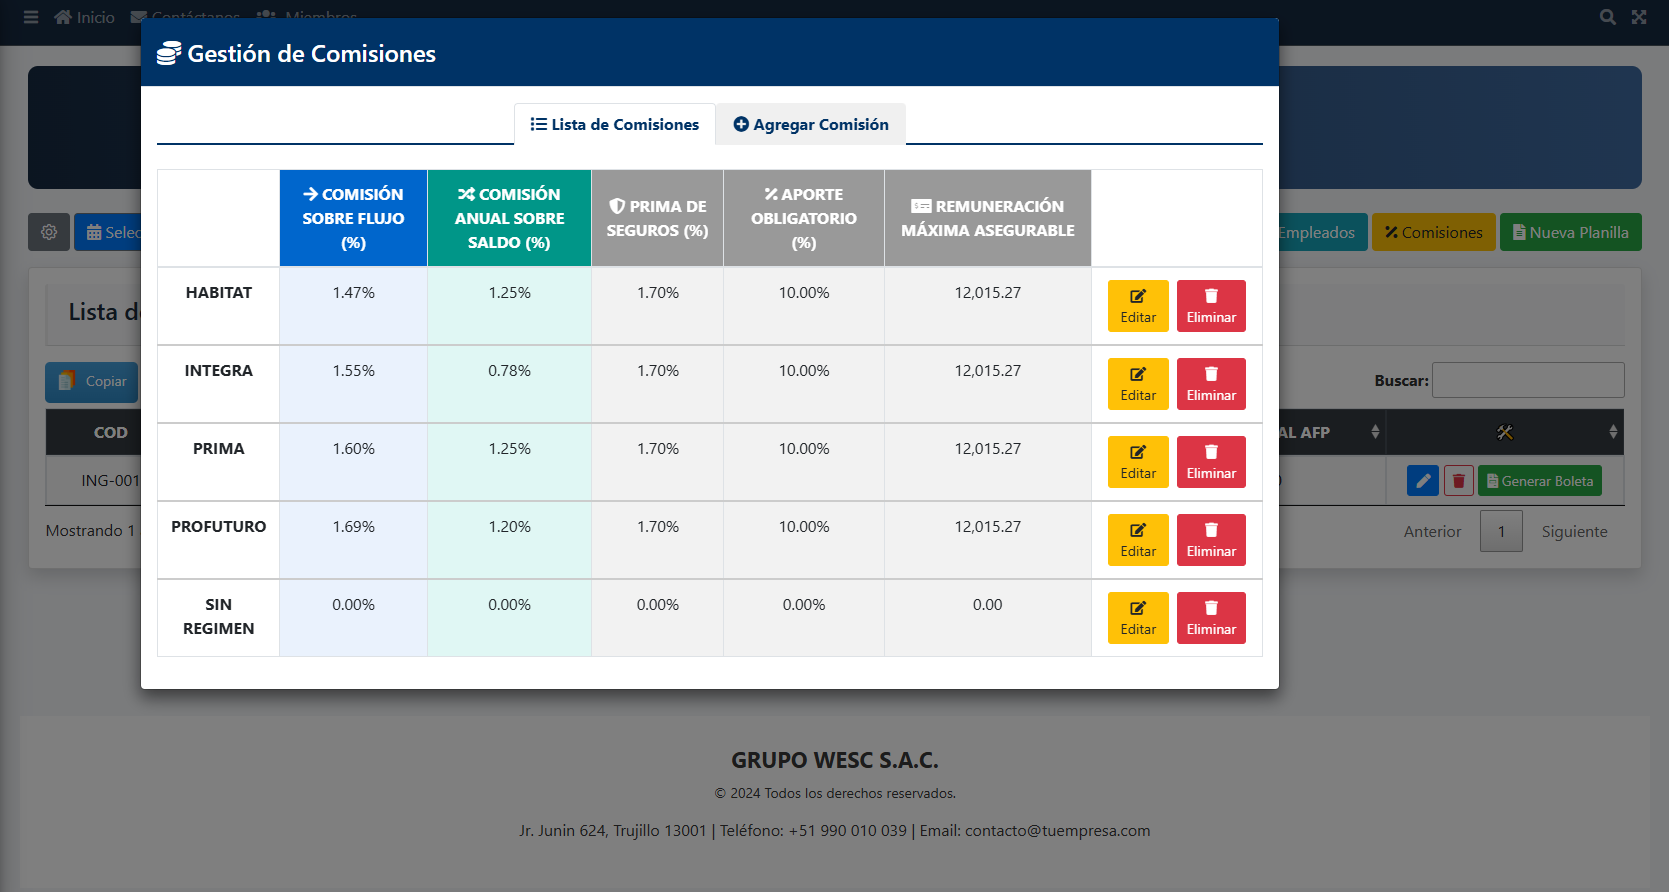 Inicio Contáctanos Miembros
Gestión de Comisiones
Lista de Comisiones Agregar Comisión
COMISIÓN SOBRE FLUJO (%) COMISIÓN ANUAL SOBRE SALDO (%) PRIMA DE SEGUROS (%) APORTE OBLIGATORIO (%) REMUNERACIÓN MÁXIMA ASEGURABLE
HABITAT 1.47% 1.25% 1.70% 10.00% 12,015.27 Editar Eliminar
INTEGRA 1.55% 0.78% 1.70% 10.00% 12,015.27 Editar Eliminar
PRIMA 1.60% 1.25% 1.70% 10.00% 12,015.27 Editar Eliminar
PROFUTURO 1.69% 1.20% 1.70% 10.00% 12,015.27 Editar Eliminar
SIN REGIMEN 0.00% 0.00% 0.00% 0.00% 0.00 Editar Eliminar
Selec Empleados Comisiones Nueva Planilla
Lista d
Copiar Buscar:
COD AL AFP
ING-001 Generar Boleta
Mostrando 1 Anterior 1 Siguiente
GRUPO WESC S.A.C.
© 2024 Todos los derechos reservados.
Jr. Junin 624, Trujillo 13001 | Teléfono: +51 990 010 039 | Email: contacto@tuempresa.com